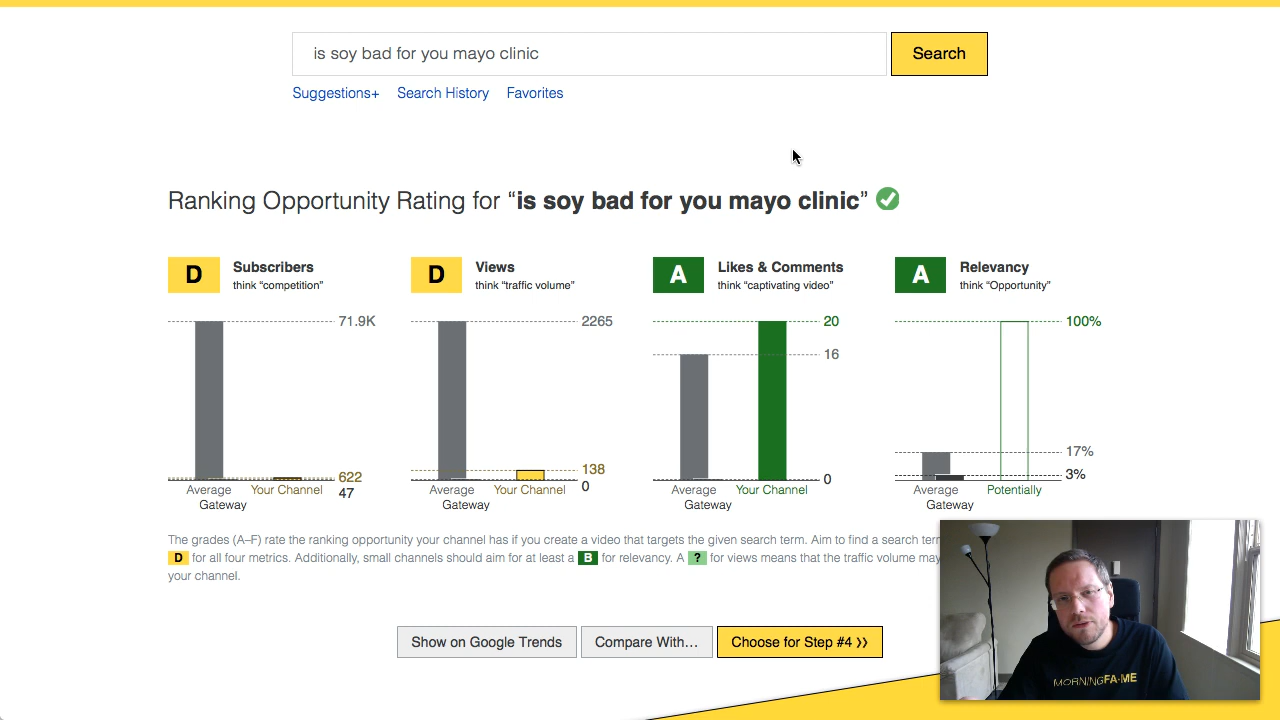 is soy bad for you mayo clinic
Search
Suggestions+ Search History Favorites
Ranking Opportunity Rating for “is soy bad for you mayo clinic”
D Subscribers
think “competition”
71.9K
622
47
Average Your Channel
Gateway
D Views
think “traffic volume”
2265
138
0
Average Your Channel
Gateway
A Likes & Comments
think “captivating video”
20
16
0
Average Your Channel
Gateway
A Relevancy
think “Opportunity”
100%
17%
3%
Average Potentially
Gateway
The grades (A–F) rate the ranking opportunity your channel has if you create a video that targets the given search term. Aim to find a search term
D for all four metrics. Additionally, small channels should aim for at least a B for relevancy. A ? for views means that the traffic volume may
your channel.
Show on Google Trends
Compare With…
Choose for Step #4 ⟩⟩
MORNINGFA·ME